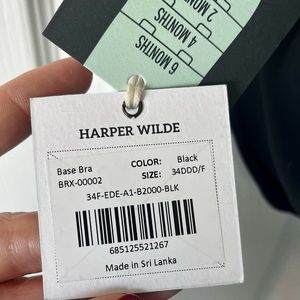 2 MONTHS
4 MONTHS
6 MONTHS
HARPER WILDE
Base Bra COLOR: Black
BRX-00002 SIZE: 34DDD/F
34F-EDE-A1-B2000-BLK
685125521267
Made in Sri Lanka